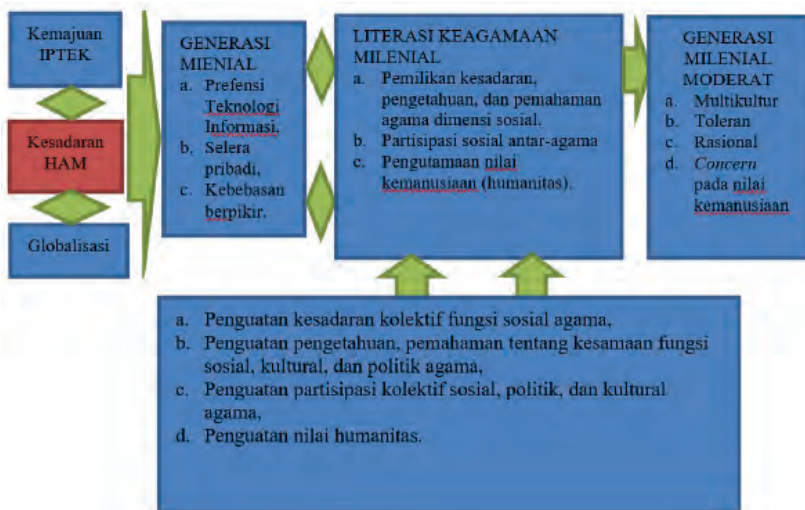 Kemajuan
IPTEK
Kesadaran
HAM
Globalisasi
GENERASI
MIENIAL
a. Prefensi
Teknologi
Informasi,
b. Selera
pribadi,
c. Kebebasan
berpikir.
LITERASI KEAGAMAAN
MILENIAL
a. Pemilikan kesadaran,
pengetahuan, dan pemahaman
agama dimensi sosial.
b. Partisipasi sosial antar-agama
c. Pengutamaan nilai
kemanusiaan (humanitas).
GENERASI
MILENIAL
MODERAT
a. Multikultur
b. Toleran
c. Rasional
d. Concern
pada nilai
kemanusiaan
a. Penguatan kesadaran kolektif fungsi sosial agama,
b. Penguatan pengetahuan, pemahaman tentang kesamaan fungsi
sosial, kultural, dan politik agama,
c. Penguatan partisipasi kolektif sosial, politik, dan kultural
agama,
d. Penguatan nilai humanitas.